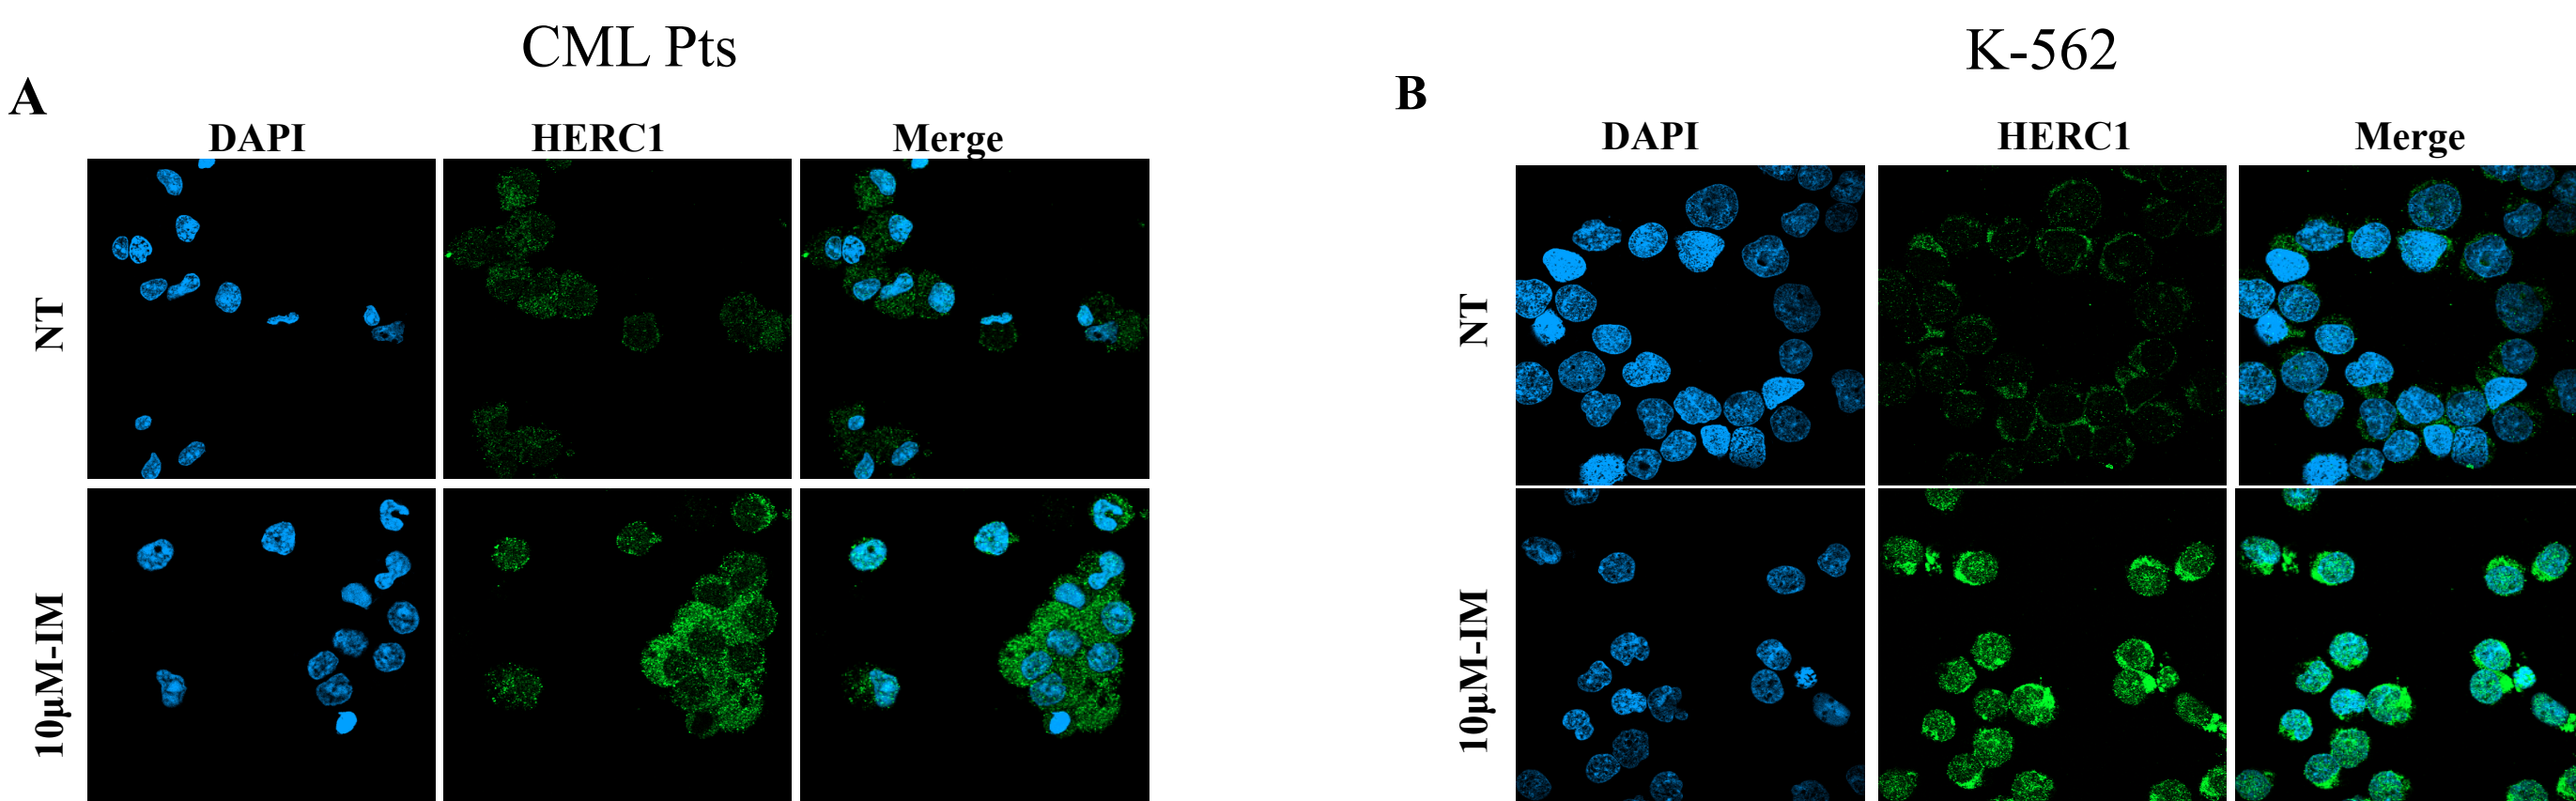 CML Pts
K-562
A
B
DAPI HERC1 Merge
DAPI HERC1 Merge
NT
NT
10μM-IM
10μM-IM